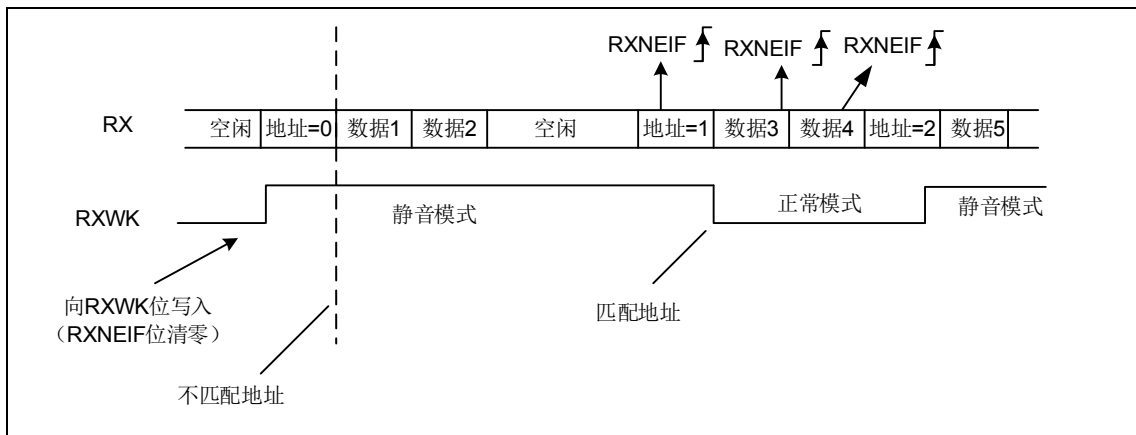 RXNEIF RXNEIF RXNEIF
RX 空闲 地址=0 数据1 数据2 空闲 地址=1 数据3 数据4 地址=2 数据5
RXWK 静音模式 正常模式 静音模式
向RXWK位写入
（RXNEIF位清零）
匹配地址
不匹配地址